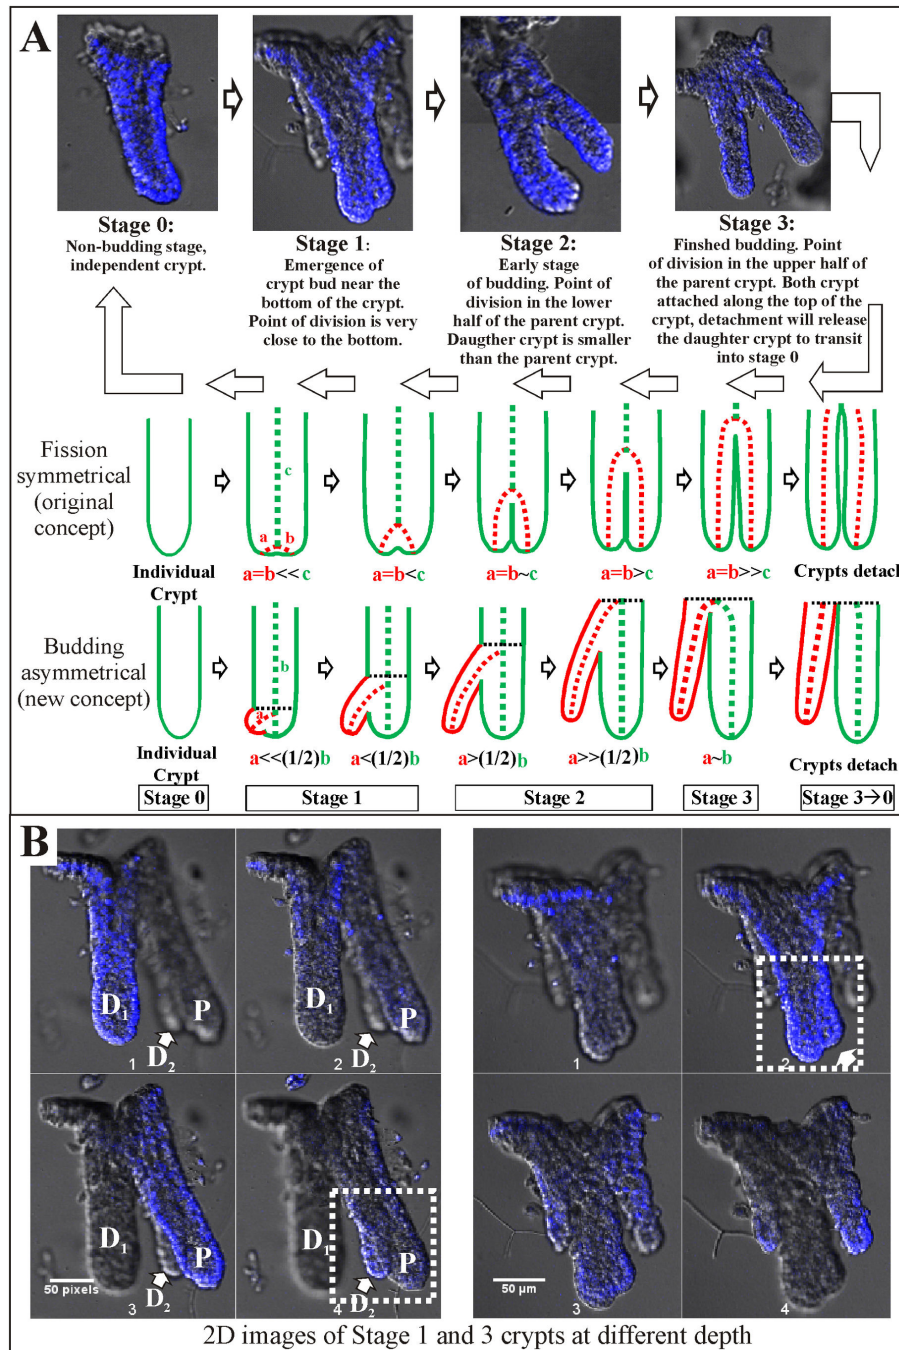 A
Stage 0:
Non-budding stage,
independent crypt.
Stage 1:
Emergence of
crypt bud near the
bottom of the crypt.
Point of division is very
close to the bottom.
Stage 2:
Early stage
of budding. Point of
division in the lower
half of the parent crypt.
Daugther crypt is smaller
than the parent crypt.
Stage 3:
Finshed budding. Point
of division in the upper half of
the parent crypt. Both crypt
attached along the top of the
crypt, detachment will release
the daughter crypt to transit
into stage 0
Fission
symmetrical
(original
concept)
Individual
Crypt
a b c
a=b<<c
a=b<c
a=b~c
a=b>c
a=b>>c
Crypts detach
Budding
asymmetrical
(new concept)
Individual
Crypt
a b
a<<(1/2)b
a<(1/2)b
a>(1/2)b
a>>(1/2)b
a~b
Crypts detach
Stage 0
Stage 1
Stage 2
Stage 3
Stage 3→0
B
D1 P
D2
1
D1 P
D2
2
D1 P
D2
50 pixels
3
D1 P
D2
4
1
2
50 µm
3
4
2D images of Stage 1 and 3 crypts at different depth